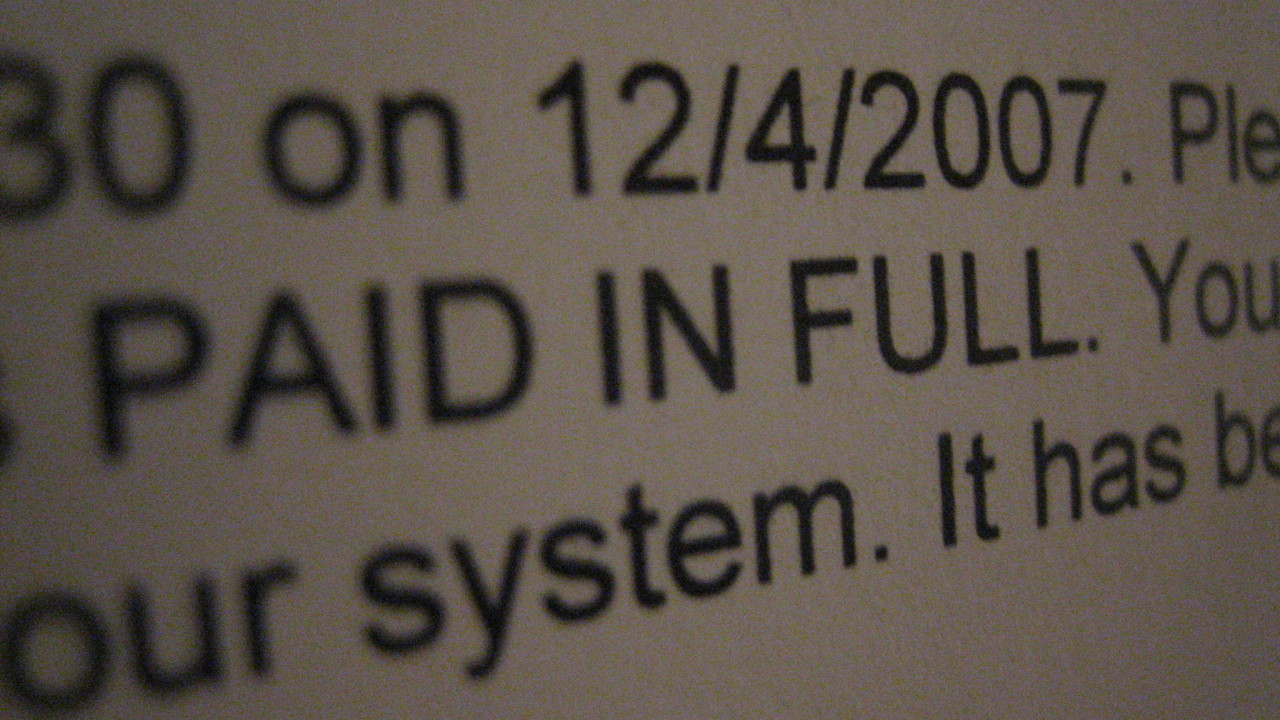 30 on 12/4/2007. Ple
PAID IN FULL. You
our system. It has be